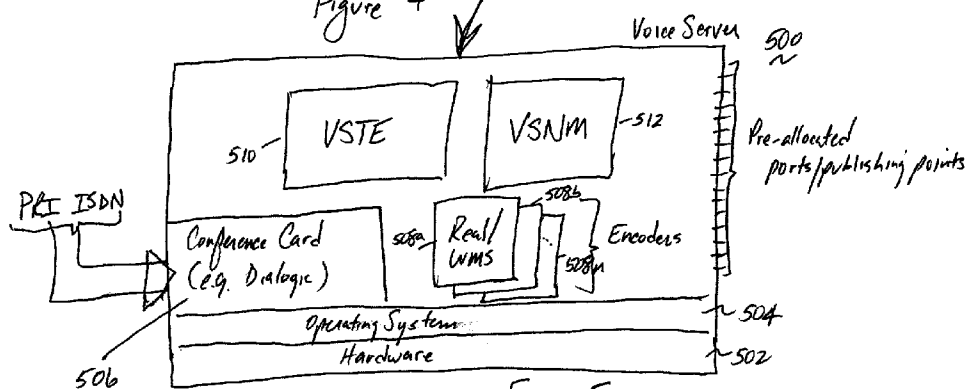 Figure 4
Voice Server
500
VSTE
510
VSNM
512
Pre-allocated
ports/publishing points
PRI ISDN
Conference Card
(e.g. Dialogic)
506
508a
Real/
WMS
508b
508n
Encoders
Operating System
504
Hardware
502